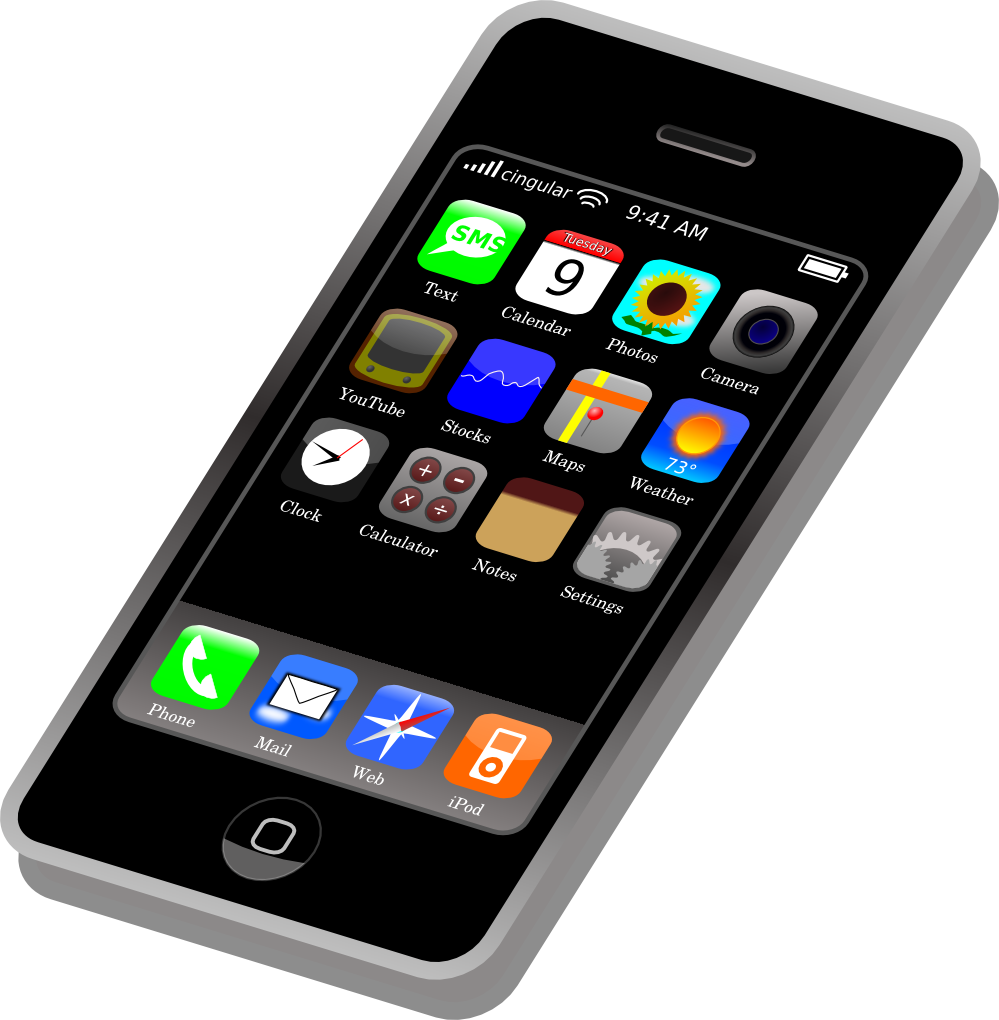 cingular 9:41 AM
SMS
Tuesday
9
Text Calendar Photos Camera
73°
YouTube Stocks Maps Weather
+ -
x ÷
Clock Calculator Notes Settings
Phone Mail Web iPod